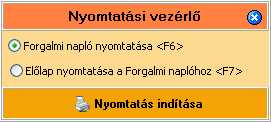 Nyomtatási vezérlő
Forgalmi napló nyomtatása <F6>
Előlap nyomtatása a Forgalmi naplóhoz <F7>
Nyomtatás indítása